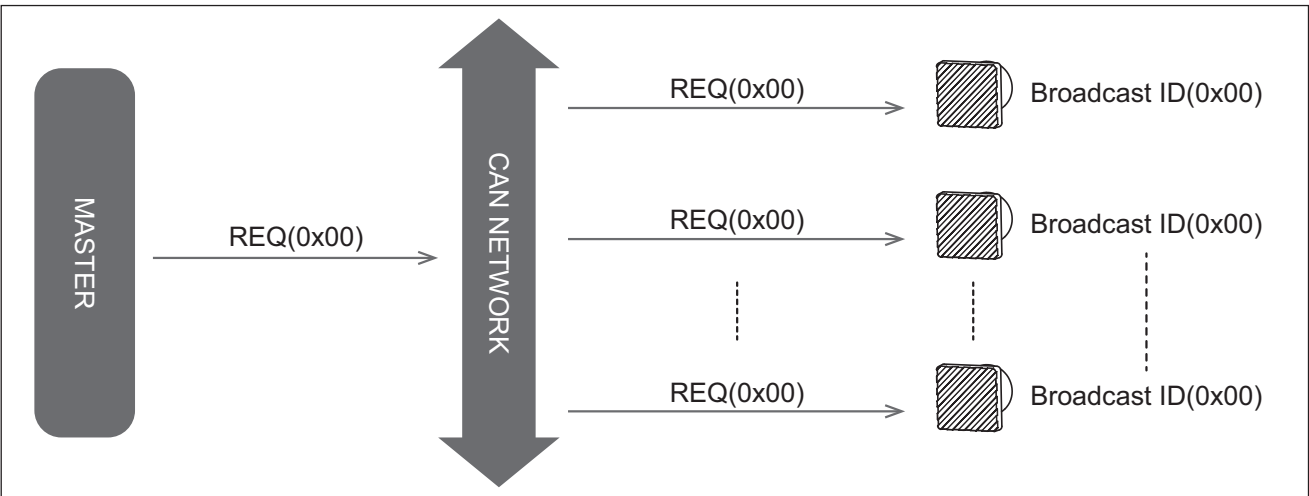 MASTER
REQ(0x00)
CAN NETWORK
REQ(0x00)
Broadcast ID(0x00)
REQ(0x00)
Broadcast ID(0x00)
REQ(0x00)
Broadcast ID(0x00)